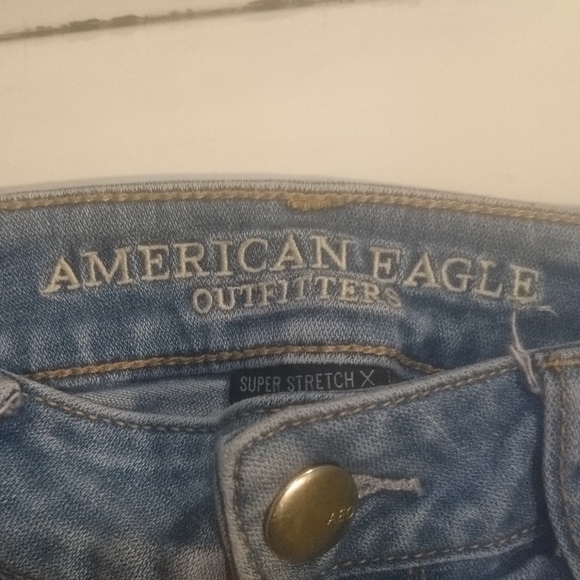 AMERICAN EAGLE
OUTFITTERS
SUPER STRETCH X